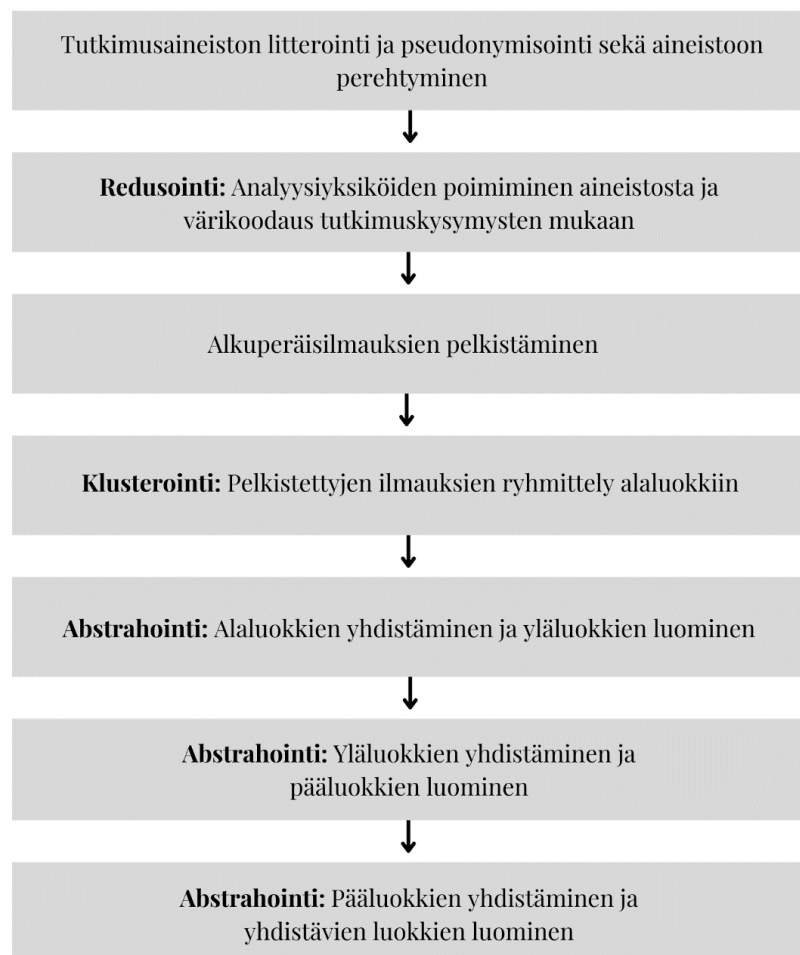 Tutkimusaineiston litterointi ja pseudonymisointi sekä aineistoon
perehtyminen
Redusointi: Analyysiyksiköiden poimiminen aineistosta ja
värikoodaus tutkimuskysymysten mukaan
Alkuperäisilmauksien pelkistäminen
Klusterointi: Pelkistettyjen ilmauksien ryhmittely alaluokkiin
Abstrahointi: Alaluokkien yhdistäminen ja yläluokkien luominen
Abstrahointi: Yläluokkien yhdistäminen ja
pääluokkien luominen
Abstrahointi: Pääluokkien yhdistäminen ja
yhdistävien luokkien luominen